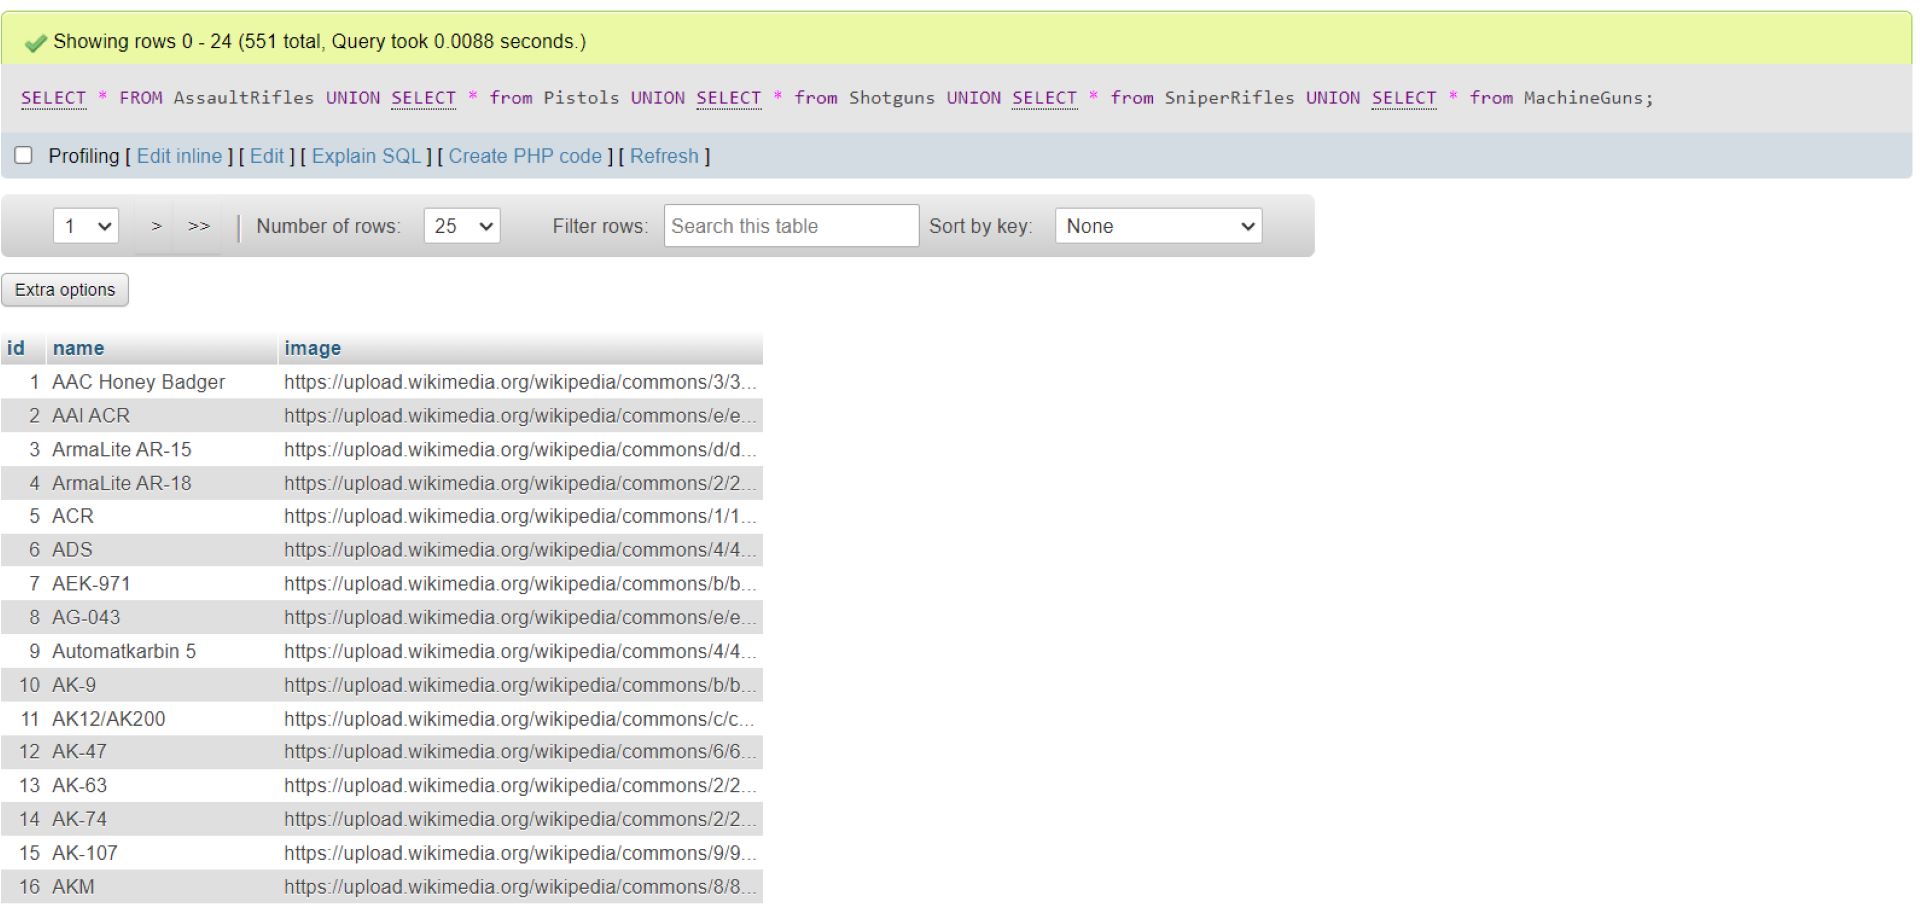 Showing rows 0 - 24 (551 total, Query took 0.0088 seconds.)
SELECT * FROM AssaultRifles UNION SELECT * from Pistols UNION SELECT * from Shotguns UNION SELECT * from SniperRifles UNION SELECT * from MachineGuns;
Profiling [ Edit inline ] [ Edit ] [ Explain SQL ] [ Create PHP code ] [ Refresh ]
1 > >> Number of rows: 25 Filter rows: Search this table Sort by key: None
Extra options
id name image
1 AAC Honey Badger https://upload.wikimedia.org/wikipedia/commons/3/3...
2 AAI ACR https://upload.wikimedia.org/wikipedia/commons/e/e...
3 ArmaLite AR-15 https://upload.wikimedia.org/wikipedia/commons/d/d...
4 ArmaLite AR-18 https://upload.wikimedia.org/wikipedia/commons/2/2...
5 ACR https://upload.wikimedia.org/wikipedia/commons/1/1...
6 ADS https://upload.wikimedia.org/wikipedia/commons/4/4...
7 AEK-971 https://upload.wikimedia.org/wikipedia/commons/b/b...
8 AG-043 https://upload.wikimedia.org/wikipedia/commons/e/e...
9 Automatkarbin 5 https://upload.wikimedia.org/wikipedia/commons/4/4...
10 AK-9 https://upload.wikimedia.org/wikipedia/commons/b/b...
11 AK12/AK200 https://upload.wikimedia.org/wikipedia/commons/c/c...
12 AK-47 https://upload.wikimedia.org/wikipedia/commons/6/6...
13 AK-63 https://upload.wikimedia.org/wikipedia/commons/2/2...
14 AK-74 https://upload.wikimedia.org/wikipedia/commons/2/2...
15 AK-107 https://upload.wikimedia.org/wikipedia/commons/9/9...
16 AKM https://upload.wikimedia.org/wikipedia/commons/8/8...